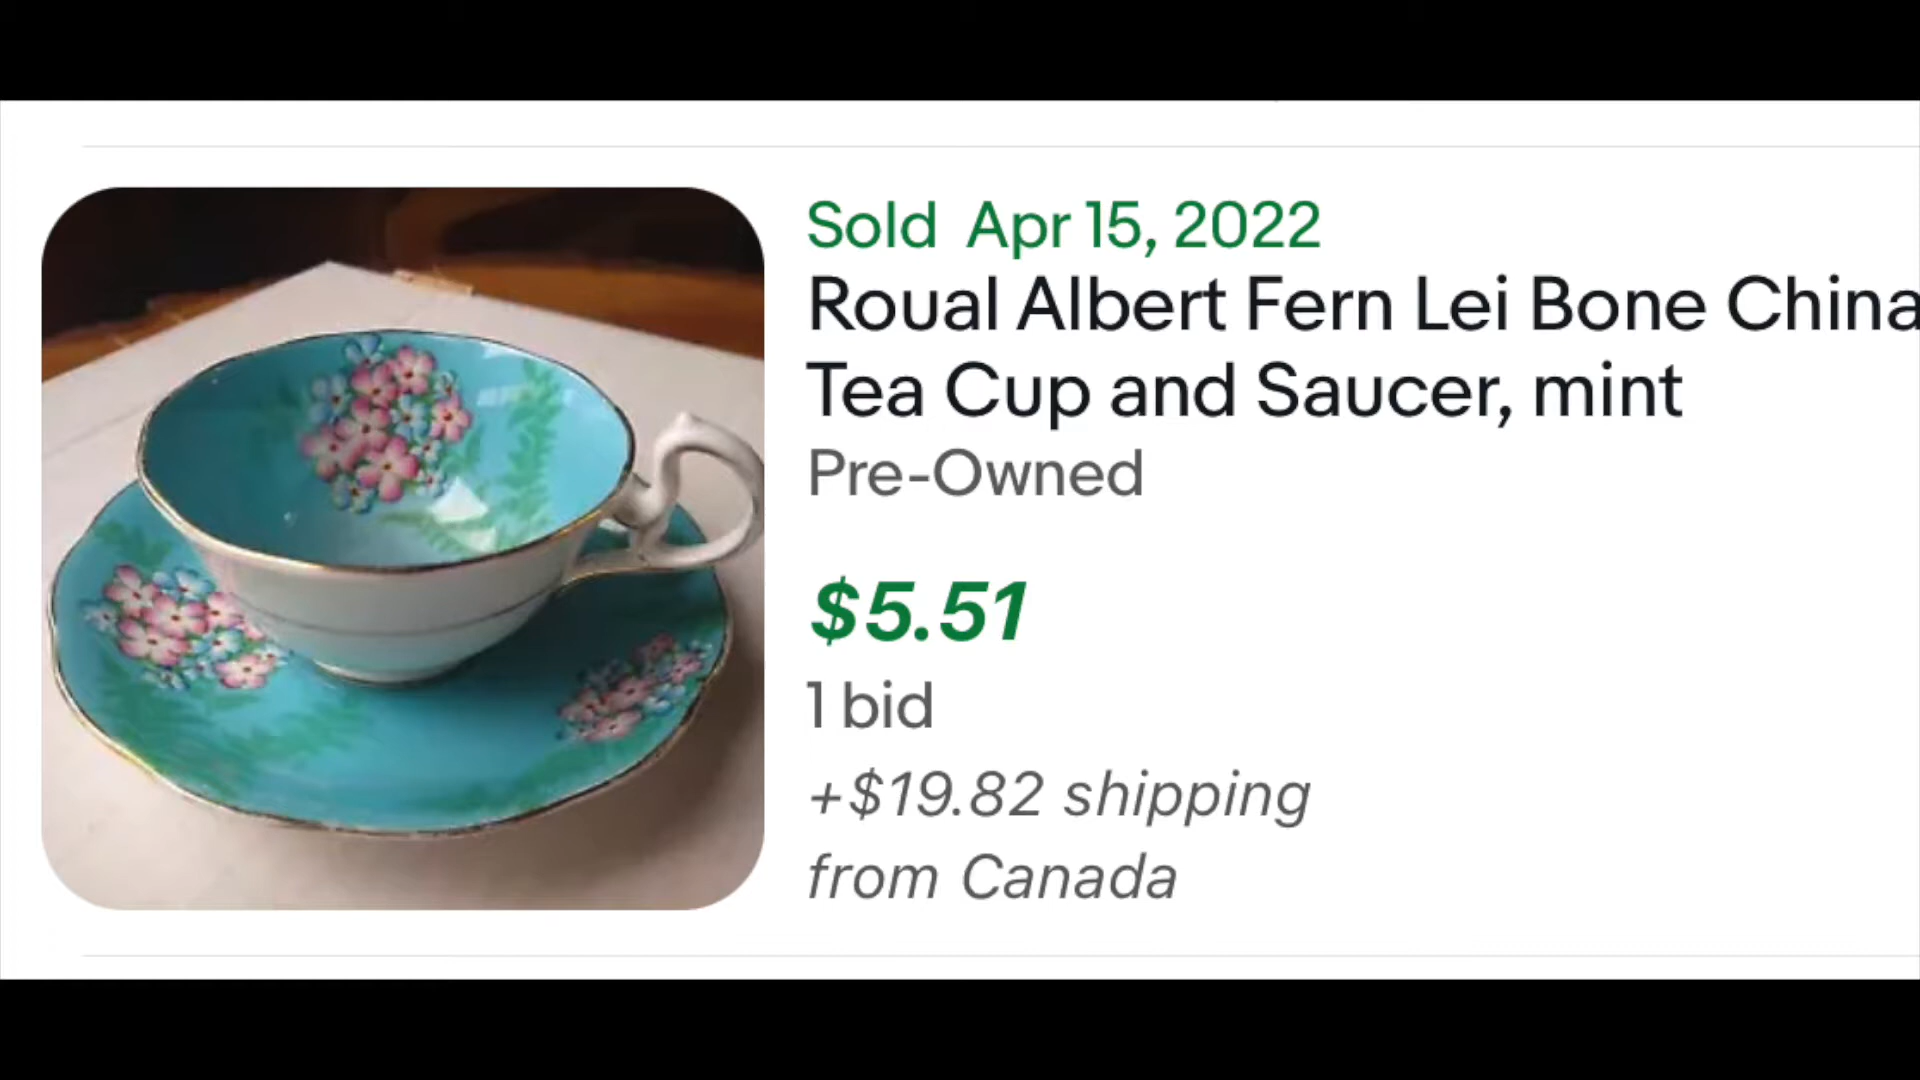 Sold Apr 15, 2022
Roual Albert Fern Lei Bone China
Tea Cup and Saucer, mint
Pre-Owned
$5.51
1 bid
+$19.82 shipping
from Canada